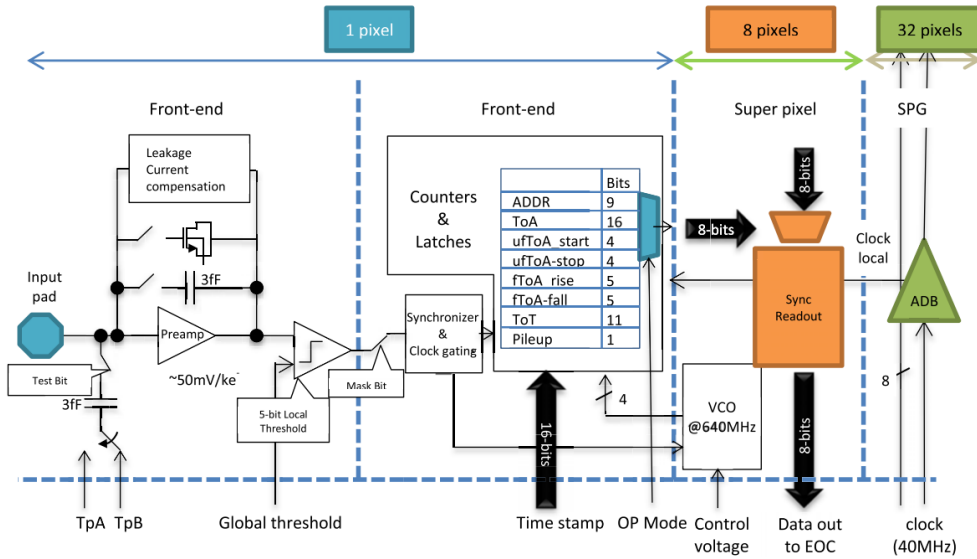 1 pixel
8 pixels
32 pixels
Front-end
Front-end
Super pixel
SPG
Leakage
Current
compensation
3fF
Input
pad
Preamp
~50mV/ke-
Test Bit
3fF
5-bit Local
Threshold
Mask Bit
Synchronizer
&
Clock gating
Counters
&
Latches
Bits
ADDR 9
ToA 16
ufToA_start 4
ufToA-stop 4
fToA_rise 5
fToA-fall 5
ToT 11
Pileup 1
8-bits
8-bits
Clock
local
Sync
Readout
ADB
4
VCO
@640MHz
8-bits
8
16-bits
TpA
TpB
Global threshold
Time stamp
OP Mode
Control
voltage
Data out
to EOC
clock
(40MHz)